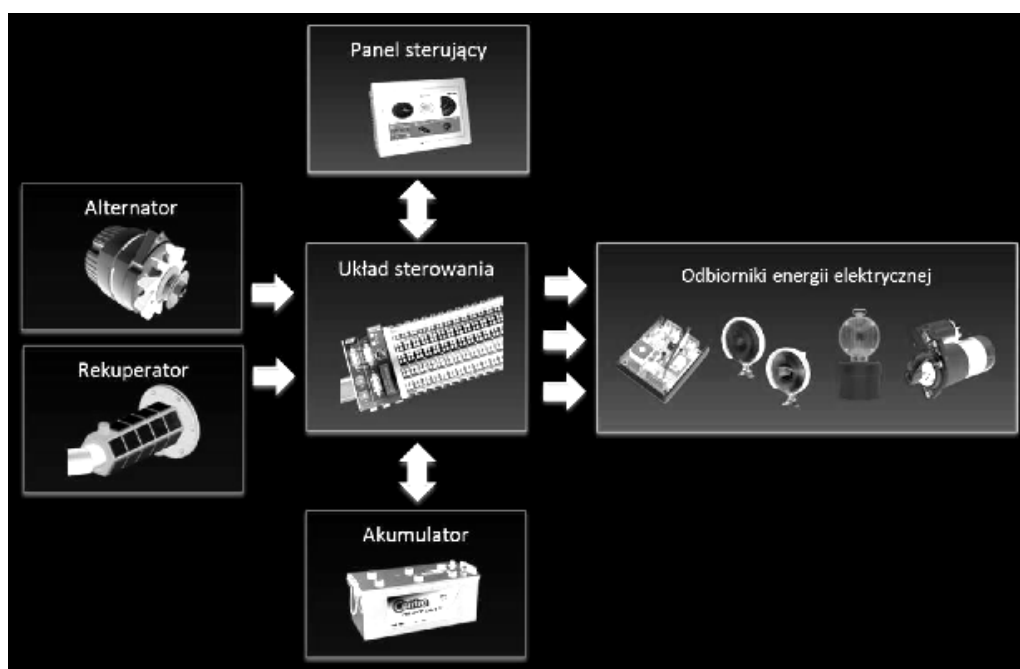 Panel sterujący
Alternator
Układ sterowania
Odbiorniki energii elektrycznej
Rekuperator
Akumulator